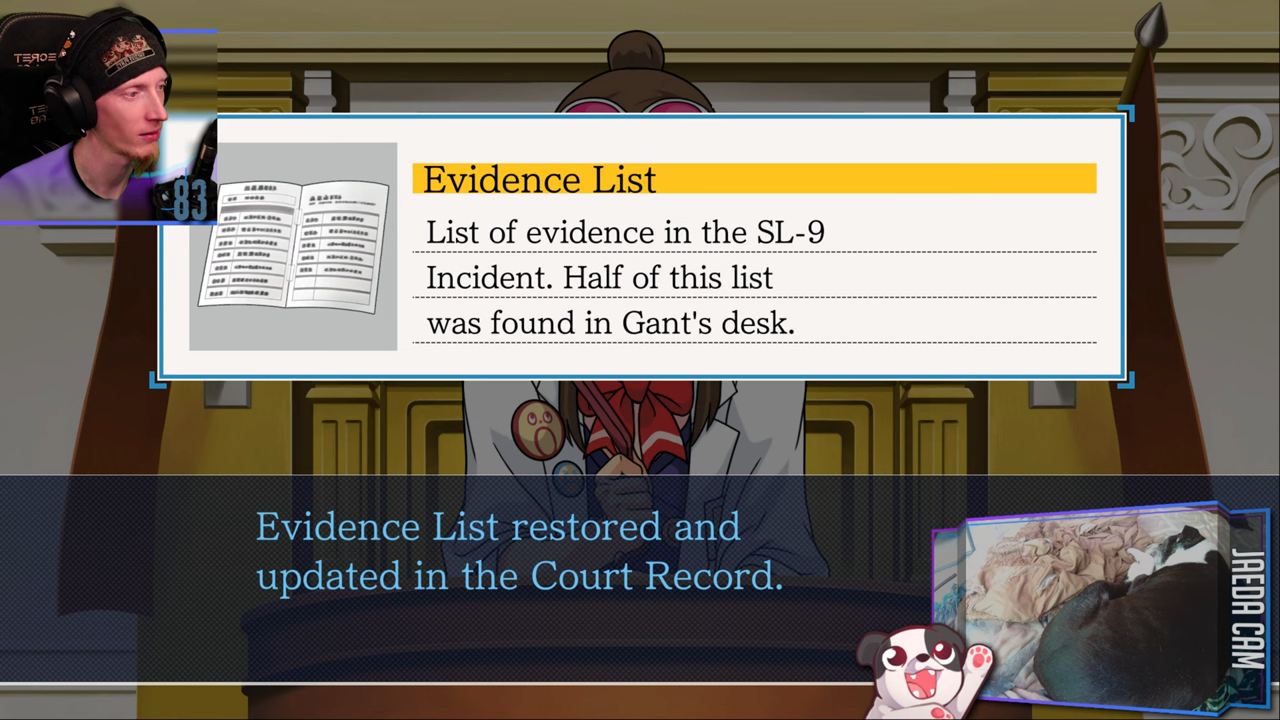 83
Evidence List
List of evidence in the SL-9
Incident. Half of this list
was found in Gant's desk.
Evidence List restored and
updated in the Court Record.
JAEDA CAM